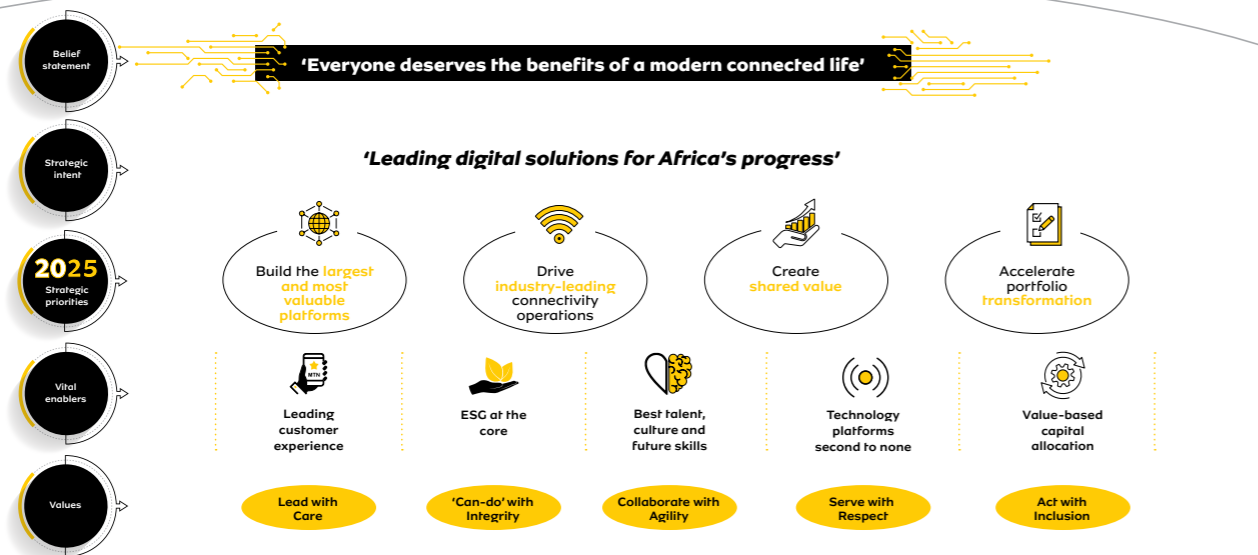 Belief
statement
'Everyone deserves the benefits of a modern connected life'
Strategic
intent
'Leading digital solutions for Africa's progress'
2025
Strategic
priorities
Build the largest
and most
valuable
platforms
Drive
industry-leading
connectivity
operations
Create
shared value
Accelerate
portfolio
transformation
Vital
enablers
MTN
Leading
customer
experience
ESG at the
core
Best talent,
culture and
future skills
Technology
platforms
second to none
Value-based
capital
allocation
Values
Lead with
Care
'Can-do' with
Integrity
Collaborate with
Agility
Serve with
Respect
Act with
Inclusion